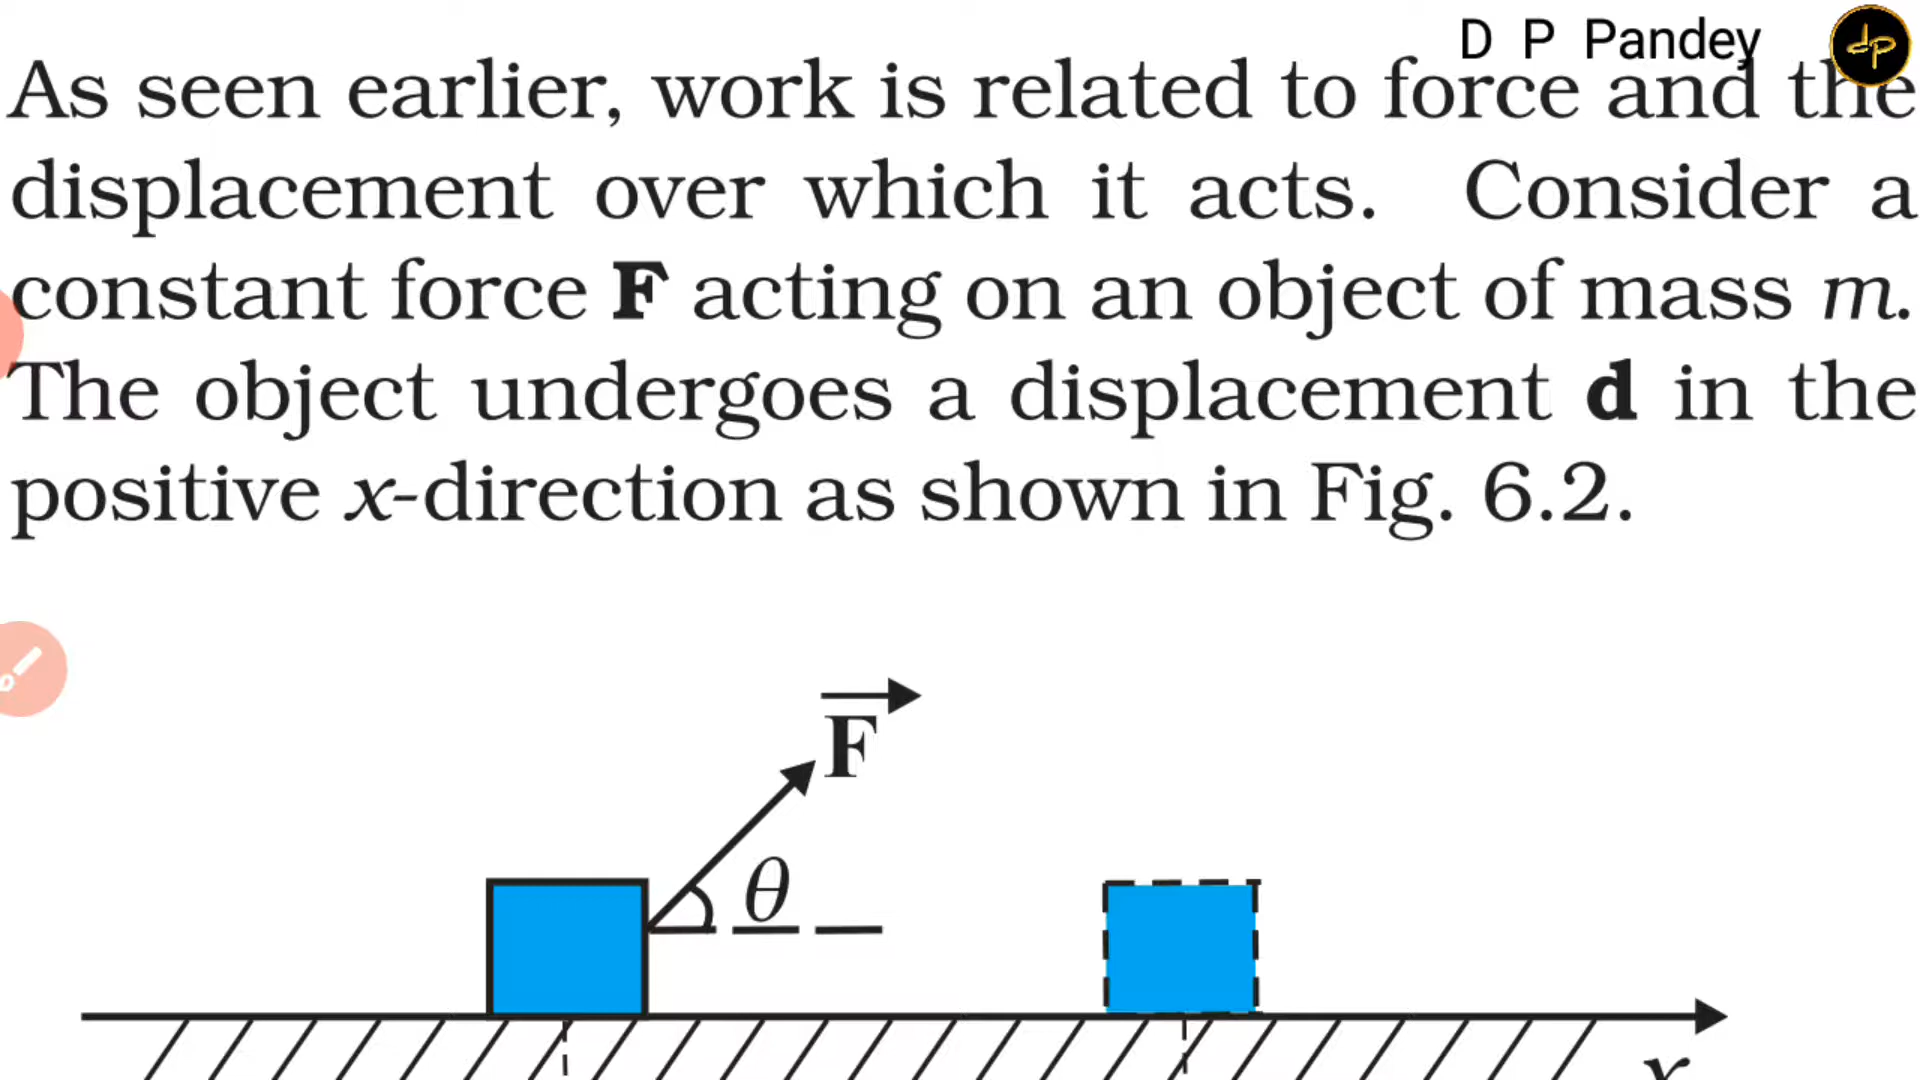 D P Pandey
dp
As seen earlier, work is related to force and the
displacement over which it acts. Consider a
constant force F acting on an object of mass m.
The object undergoes a displacement d in the
positive x-direction as shown in Fig. 6.2.
F
θ
x